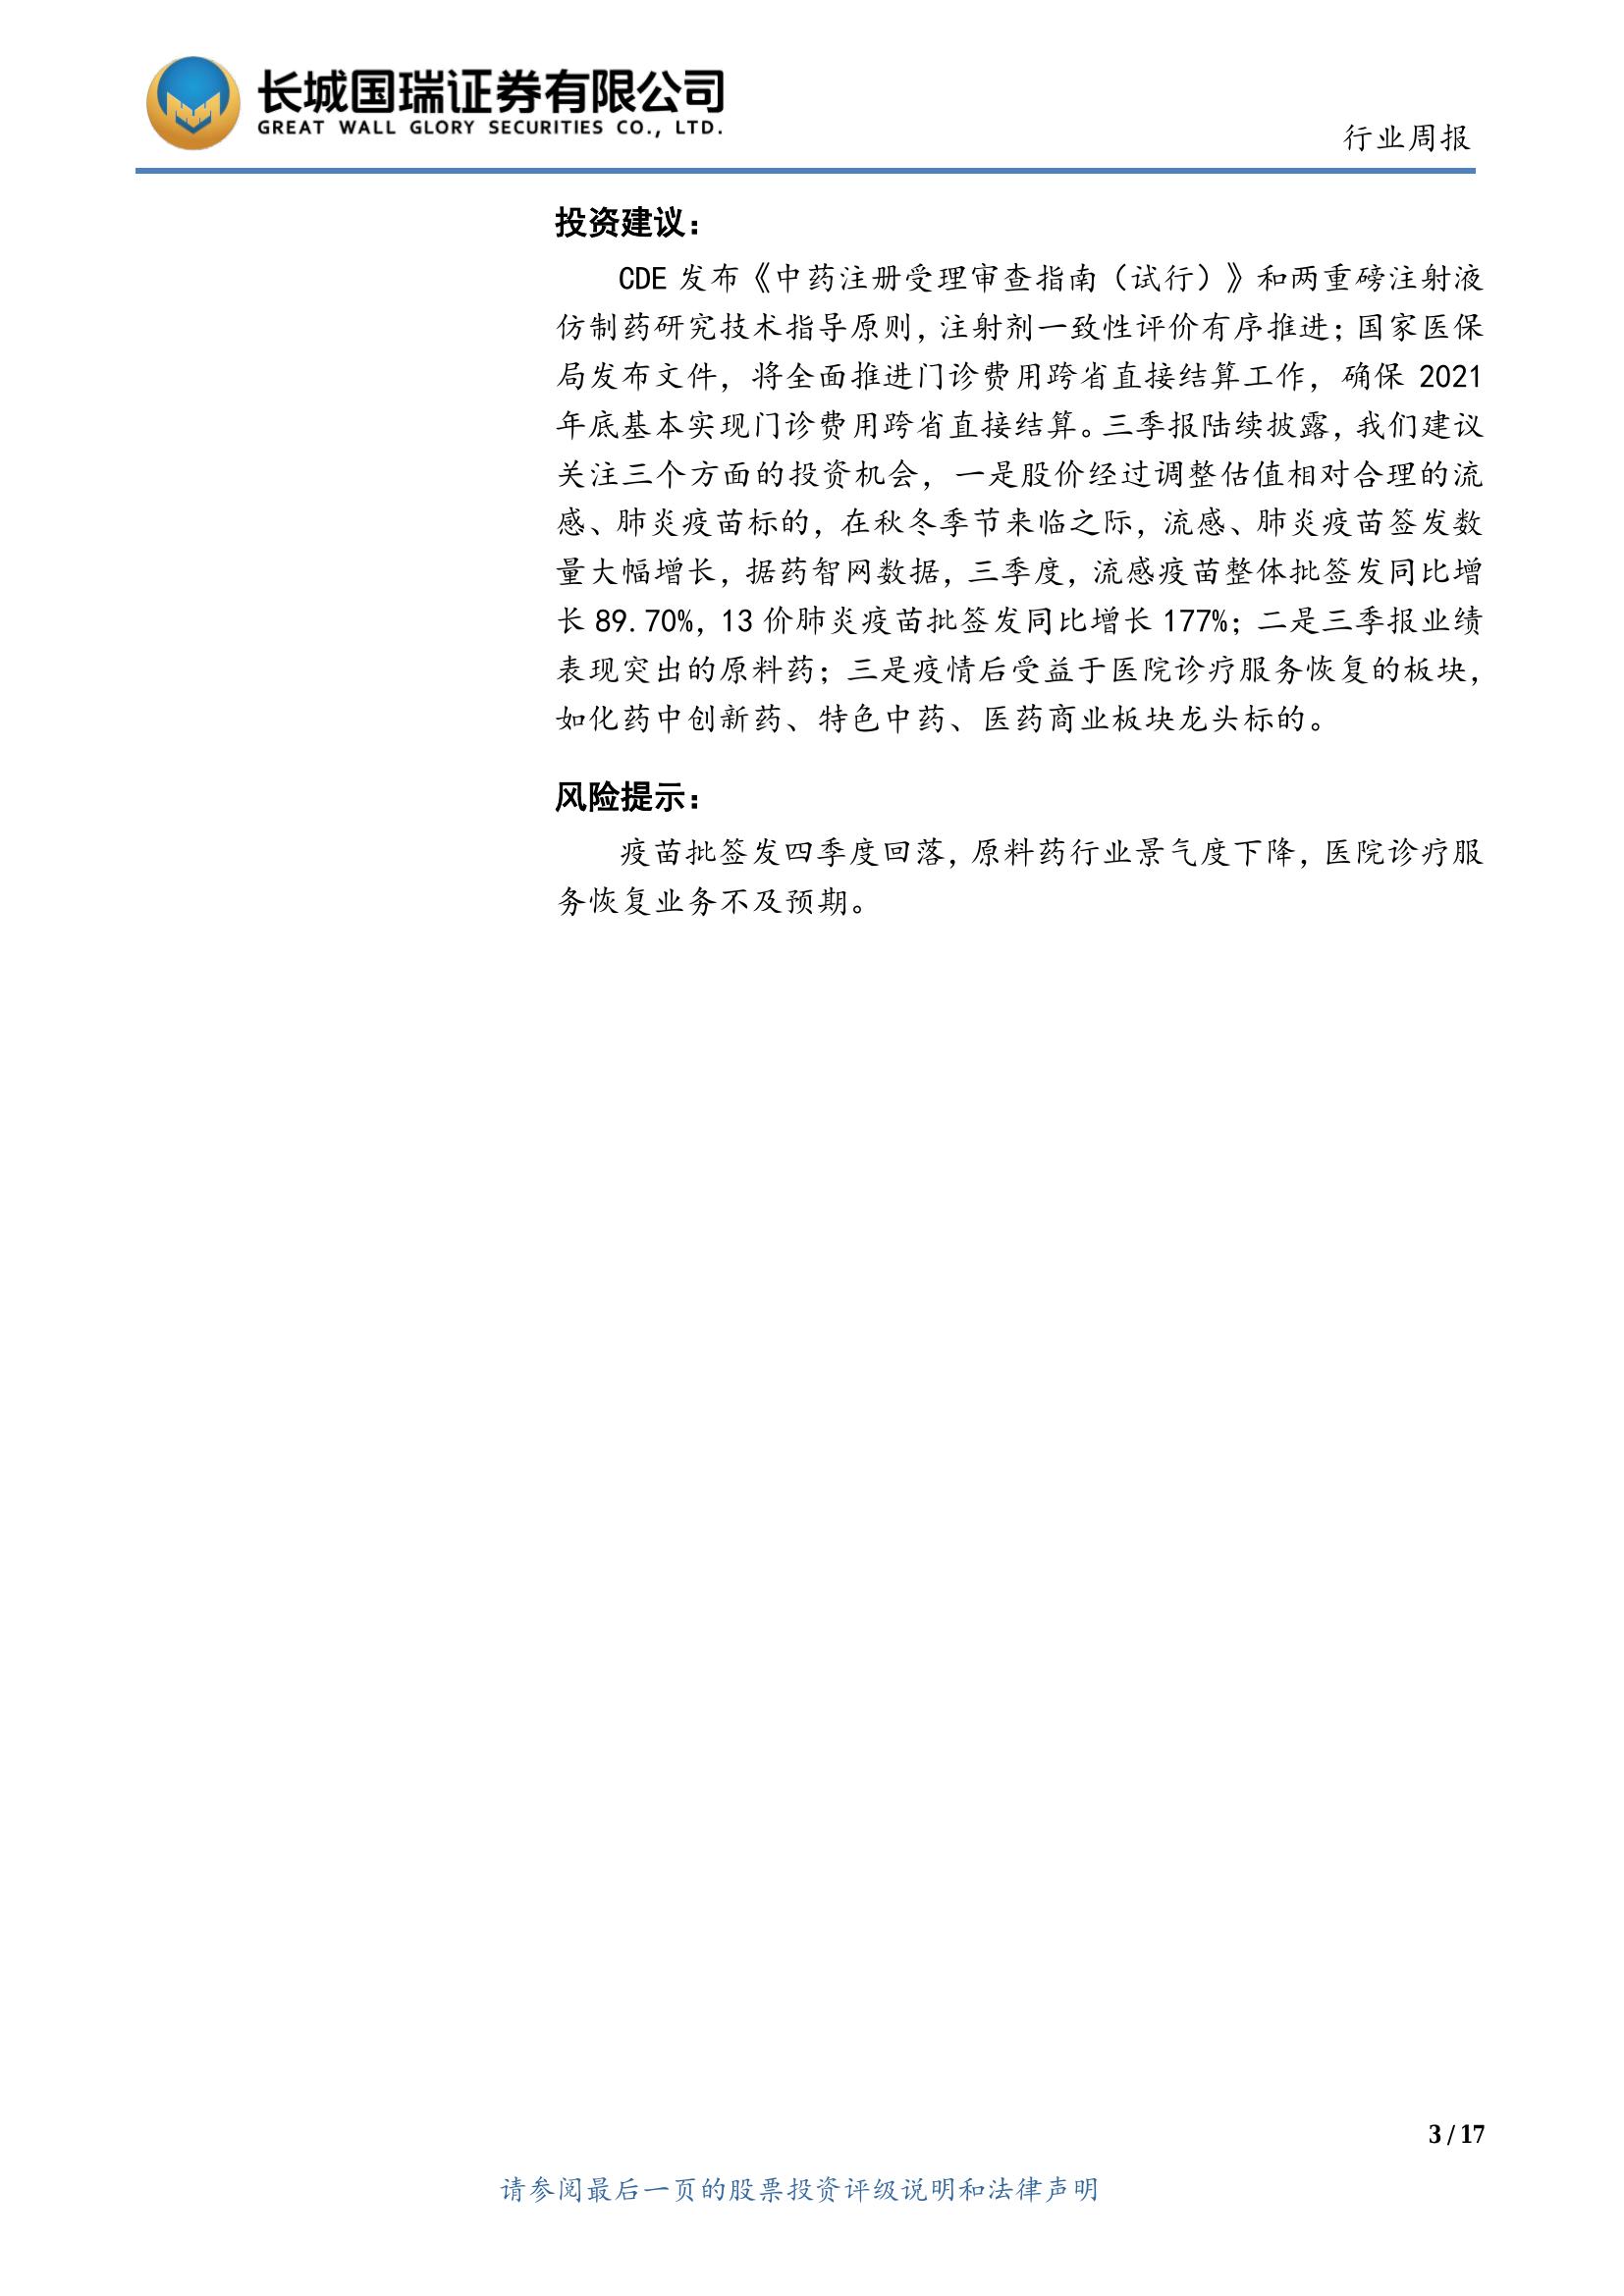 长城国瑞证券有限公司
GREAT WALL GLORY SECURITIES CO., LTD.
行业周报
投资建议：
CDE 发布《中药注册受理审查指南（试行）》和两重磅注射液
仿制药研究技术指导原则，注射剂一致性评价有序推进；国家医保
局发布文件，将全面推进门诊费用跨省直接结算工作，确保 2021
年底基本实现门诊费用跨省直接结算。三季报陆续披露，我们建议
关注三个方面的投资机会，一是股价经过调整估值相对合理的流
感、肺炎疫苗标的，在秋冬季节来临之际，流感、肺炎疫苗签发数
量大幅增长，据药智网数据，三季度，流感疫苗整体批签发同比增
长 89.70%，13 价肺炎疫苗批签发同比增长 177%；二是三季报业绩
表现突出的原料药；三是疫情后受益于医院诊疗服务恢复的板块，
如化药中创新药、特色中药、医药商业板块龙头标的。
风险提示：
疫苗批签发四季度回落，原料药行业景气度下降，医院诊疗服
务恢复业务不及预期。
3 / 17
请参阅最后一页的股票投资评级说明和法律声明